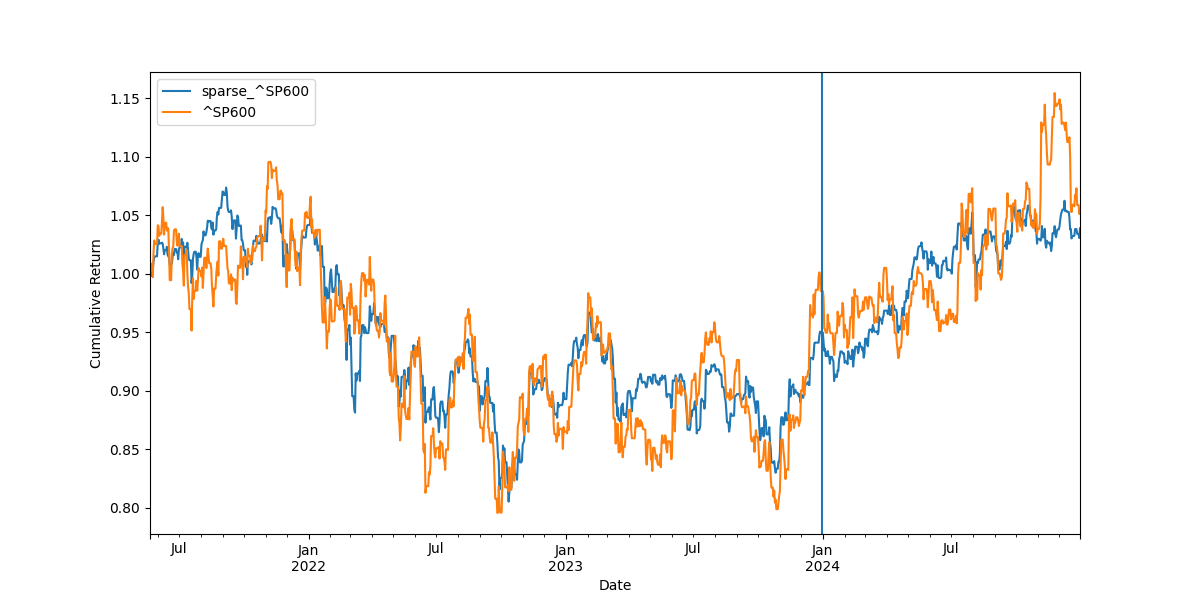 sparse_^SP600
^SP600
1.15
1.10
1.05
1.00
0.95
0.90
0.85
0.80
Cumulative Return
Jul
Jan
2022
Jul
Jan
2023
Jul
Jan
2024
Jul
Date